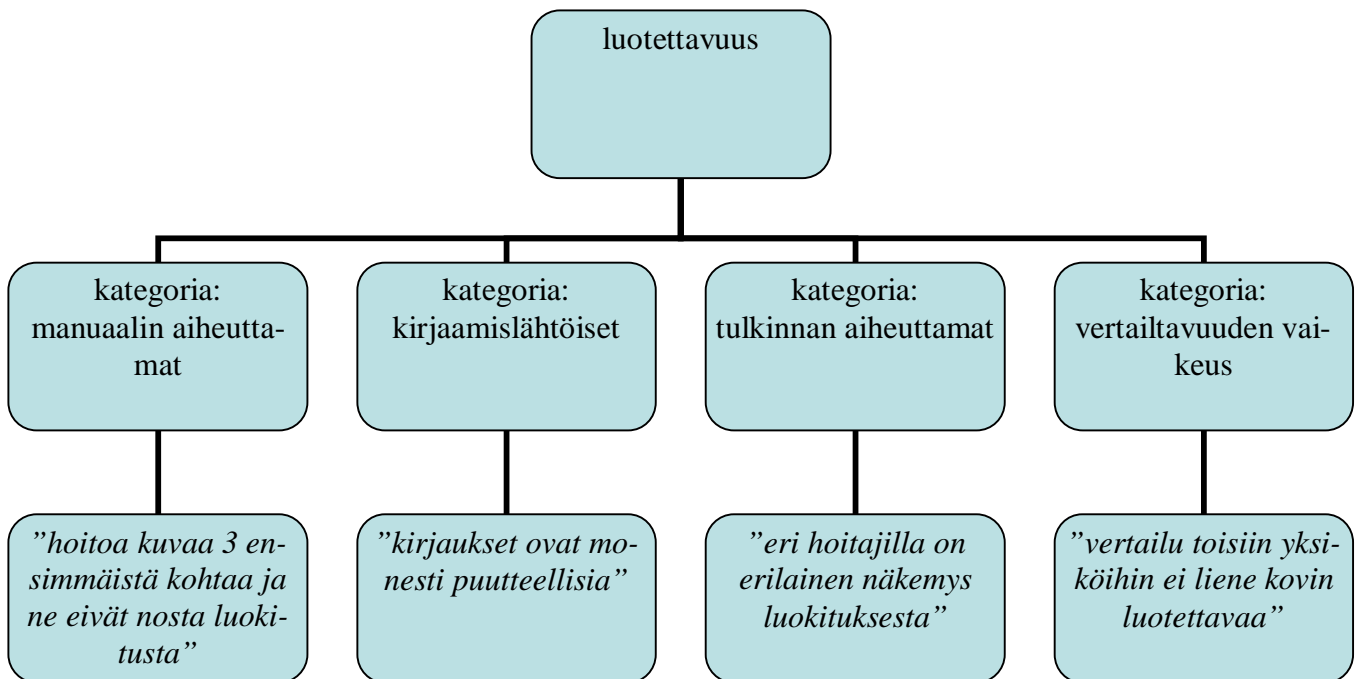 luotettavuus
kategoria:
manuaalin aiheutta-
mat
kategoria:
kirjaamislähtöiset
kategoria:
tulkinnan aiheuttamat
kategoria:
vertailtavuuden vai-
keus
”hoitoa kuvaa 3 en-
simmäistä kohtaa ja
ne eivät nosta luoki-
tusta”
”kirjaukset ovat mo-
nesti puutteellisia”
”eri hoitajilla on
erilainen näkemys
luokituksesta”
”vertailu toisiin yksi-
köihin ei liene kovin
luotettavaa”